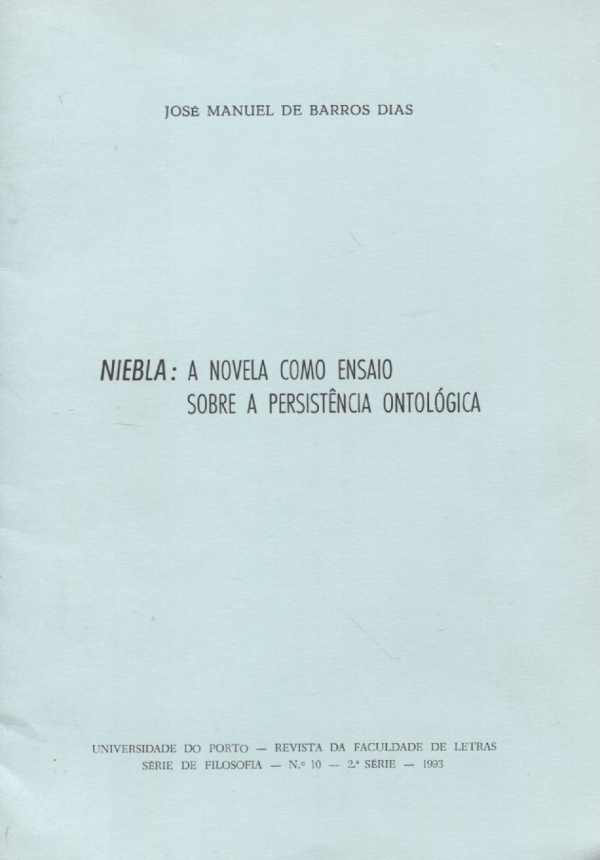 JOSÉ MANUEL DE BARROS DIAS
NIEBLA: A NOVELA COMO ENSAIO
SOBRE A PERSISTÊNCIA ONTOLÓGICA
UNIVERSIDADE DO PORTO — REVISTA DA FACULDADE DE LETRAS
SÉRIE DE FILOSOFIA — N.º 10 — 2.ª SÉRIE — 1993